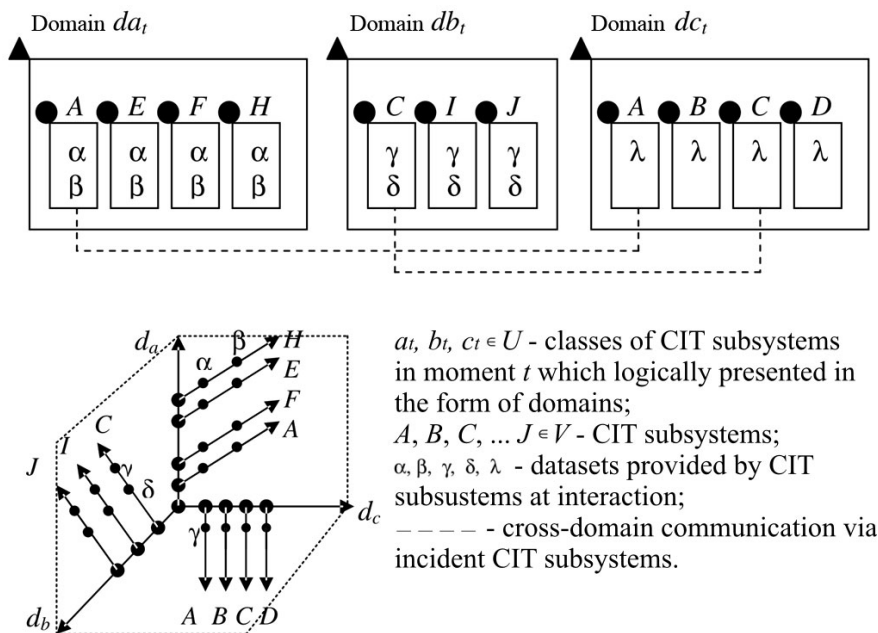 Domain da_t Domain db_t Domain dc_t
A E F H C I J A B C D
α α α α γ γ γ λ λ λ λ
β β β β δ δ δ
d_a
H
β
α
E
F
A
C
I
J
γ
δ
d_c
γ
d_b
A B C D
a_t, b_t, c_t ∈ U - classes of CIT subsystems
in moment t which logically presented in
the form of domains;
A, B, C, ... J ∈ V - CIT subsystems;
α, β, γ, δ, λ - datasets provided by CIT
subsustems at interaction;
– – – – - cross-domain communication via
incident CIT subsystems.